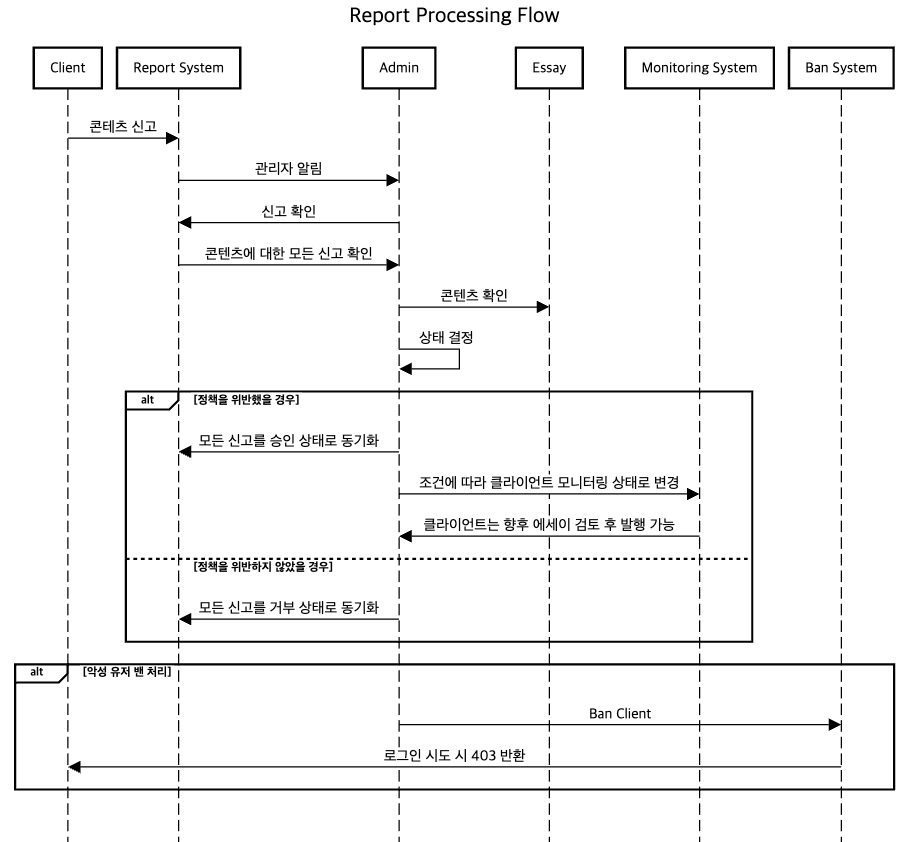 Report Processing Flow
Client
Report System
Admin
Essay
Monitoring System
Ban System
콘테츠 신고
관리자 알림
신고 확인
콘텐츠에 대한 모든 신고 확인
콘텐츠 확인
상태 결정
alt
[정책을 위반했을 경우]
모든 신고를 승인 상태로 동기화
조건에 따라 클라이언트 모니터링 상태로 변경
클라이언트는 향후 에세이 검토 후 발행 가능
[정책을 위반하지 않았을 경우]
모든 신고를 거부 상태로 동기화
alt
[악성 유저 밴 처리]
Ban Client
로그인 시도 시 403 반환